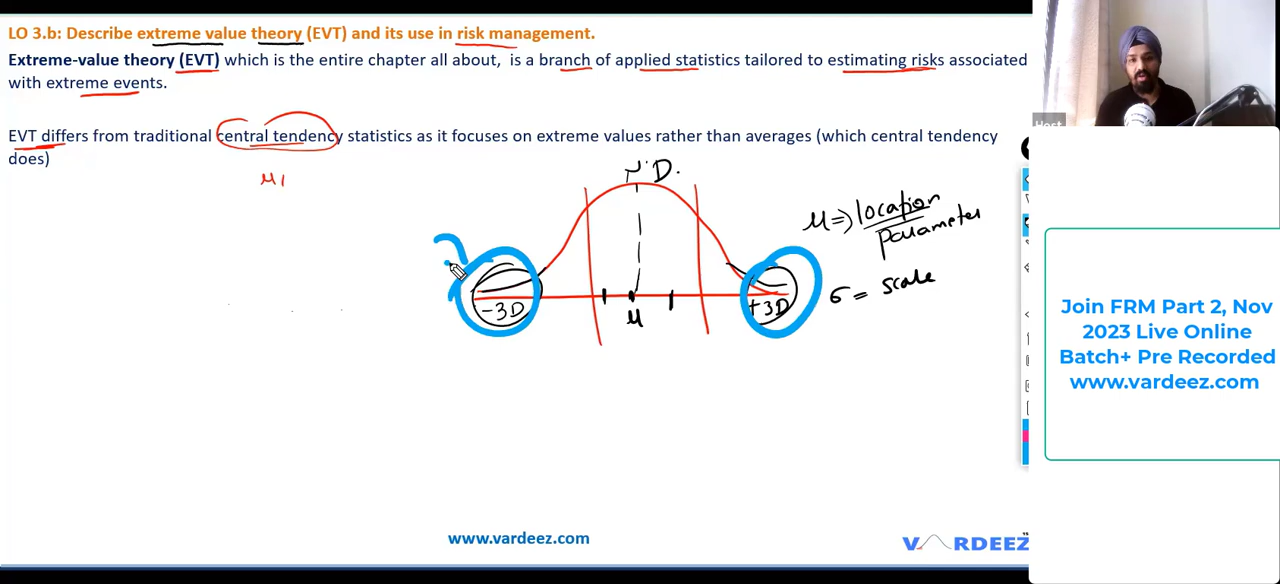 LO 3.b: Describe extreme value theory (EVT) and its use in risk management.
Extreme-value theory (EVT) which is the entire chapter all about, is a branch of applied statistics tailored to estimating risks associated
with extreme events.
EVT differs from traditional central tendency statistics as it focuses on extreme values rather than averages (which central tendency
does)
μ
N.D.
μ => location
parameter
σ = scale
-3D
μ
+3D
Host
Join FRM Part 2, Nov
2023 Live Online
Batch+ Pre Recorded
www.vardeez.com
www.vardeez.com
VARDEEZ